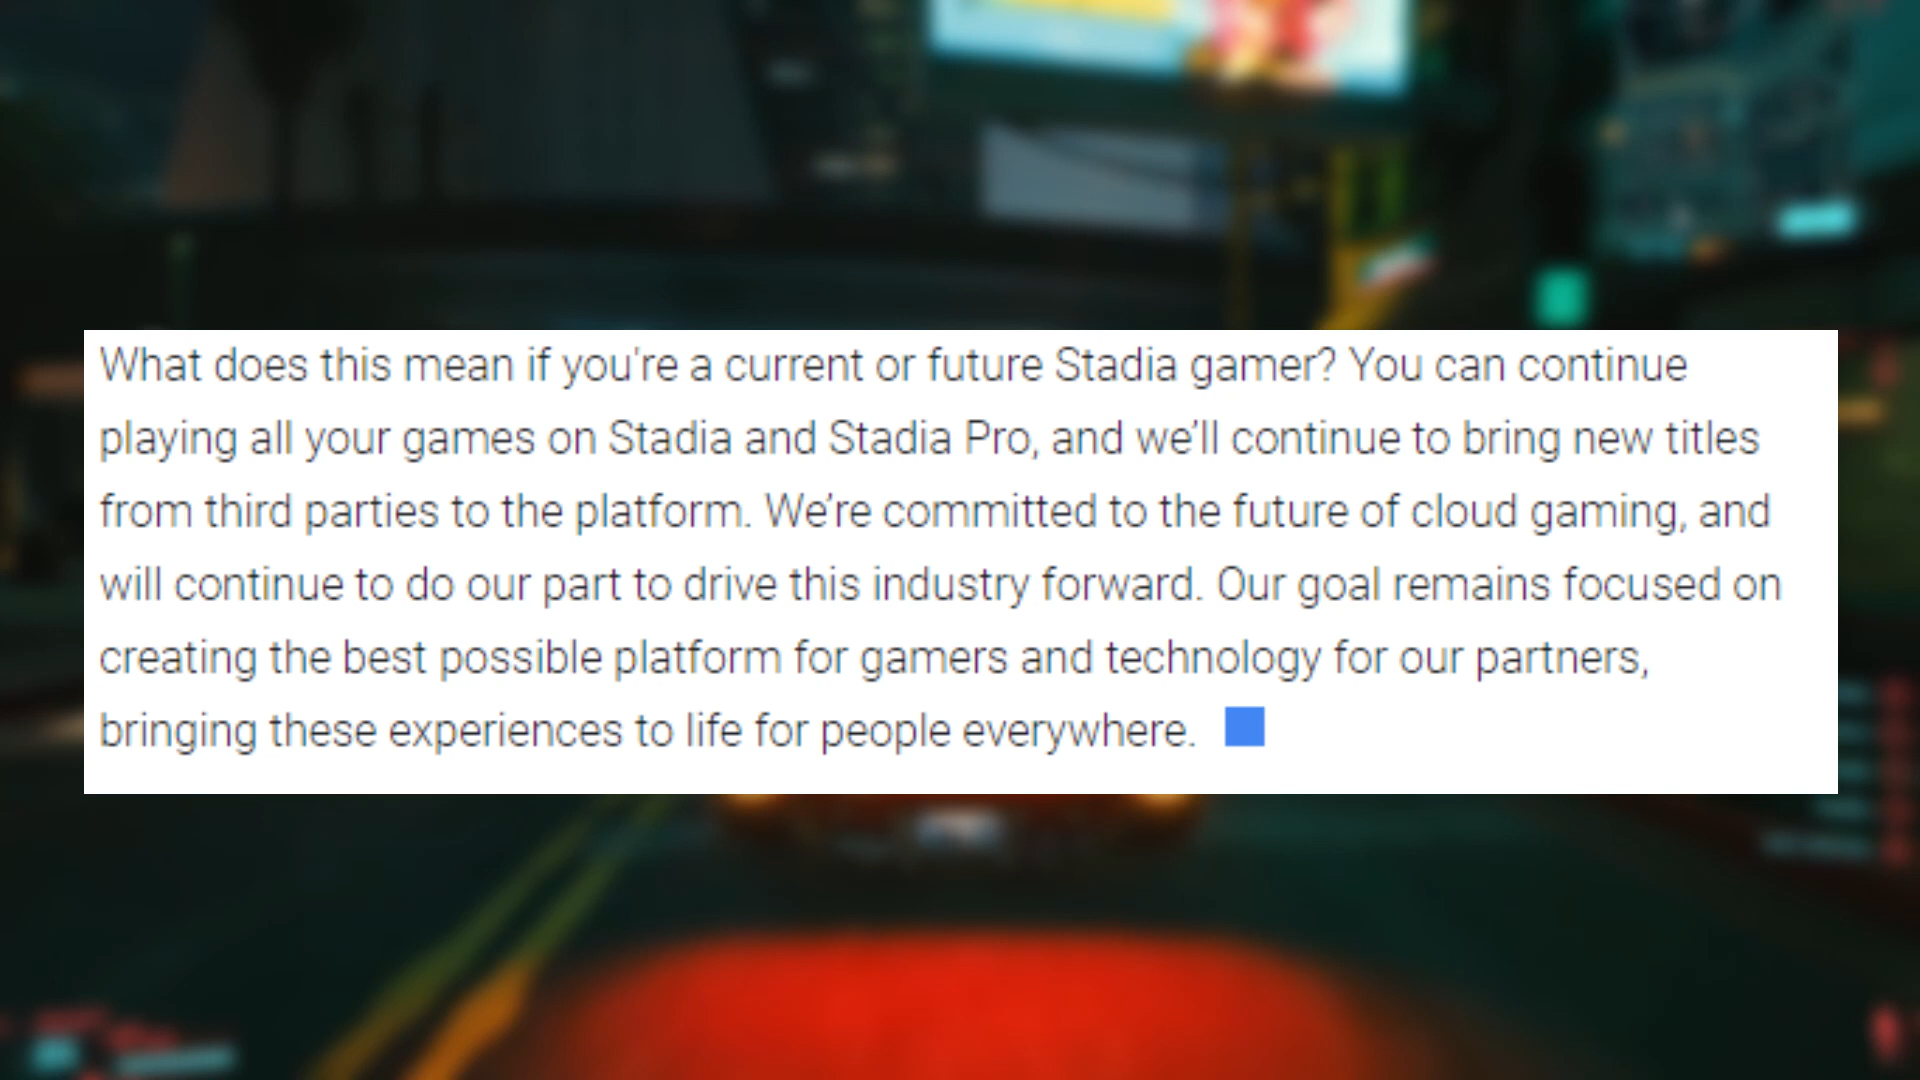 What does this mean if you're a current or future Stadia gamer? You can continue
playing all your games on Stadia and Stadia Pro, and we’ll continue to bring new titles
from third parties to the platform. We’re committed to the future of cloud gaming, and
will continue to do our part to drive this industry forward. Our goal remains focused on
creating the best possible platform for gamers and technology for our partners,
bringing these experiences to life for people everywhere.